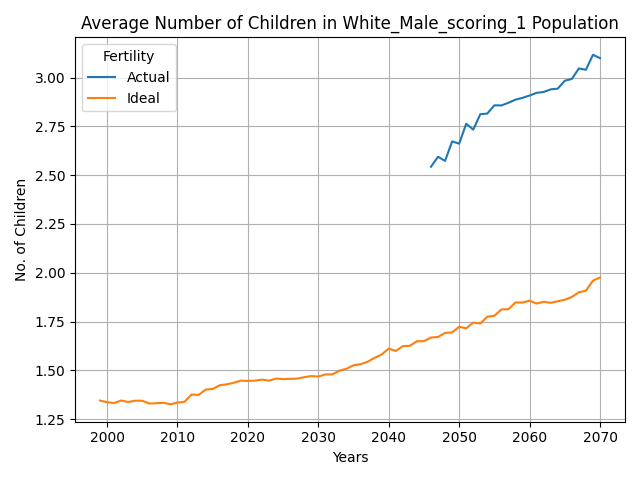 Average Number of Children in White_Male_scoring_1 Population
Fertility
Actual
Ideal
3.00
2.75
2.50
2.25
2.00
1.75
1.50
1.25
No. of Children
2000 2010 2020 2030 2040 2050 2060 2070
Years